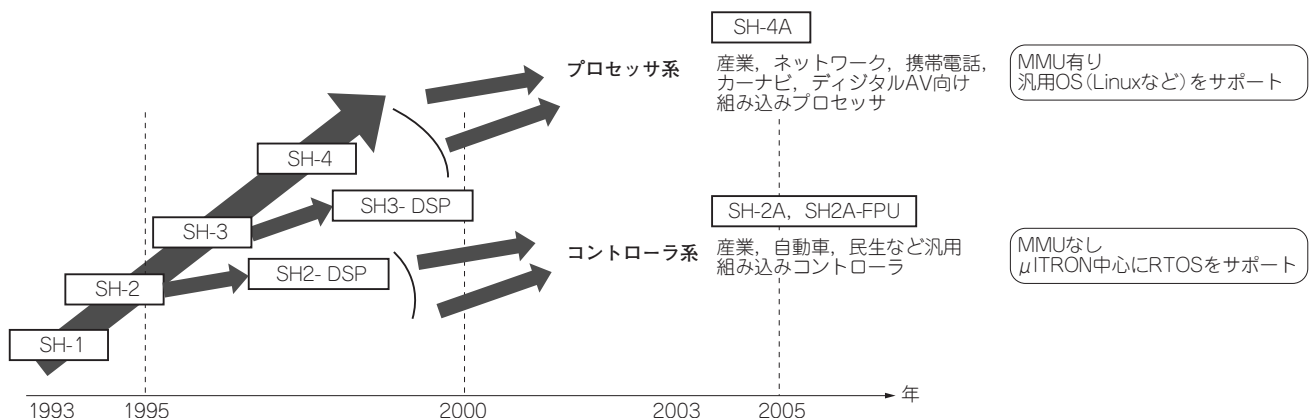 SH-4A
プロセッサ系
産業，ネットワーク，携帯電話，
カーナビ，ディジタルAV向け
組み込みプロセッサ
MMU有り
汎用OS（Linuxなど）をサポート
SH-4
SH3- DSP
SH-3
SH-2A，SH2A-FPU
コントローラ系
産業，自動車，民生など汎用
組み込みコントローラ
MMUなし
μITRON中心にRTOSをサポート
SH2- DSP
SH-2
SH-1
1993 1995 2000 2003 2005 年